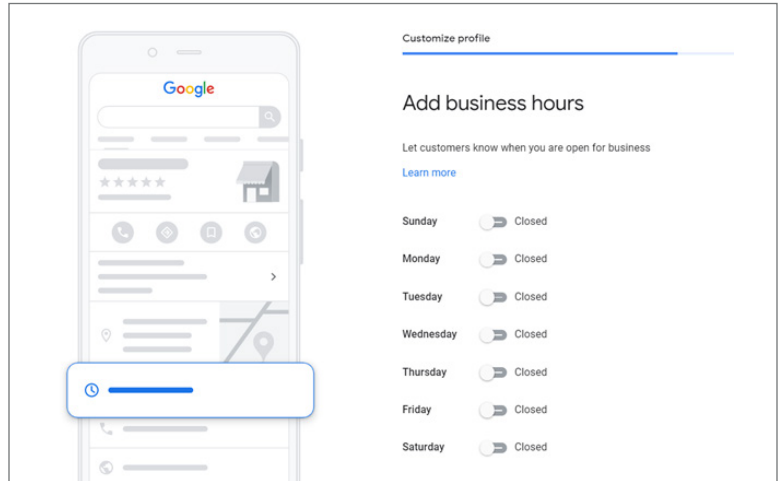 Google
Customize profile
Add business hours
Let customers know when you are open for business
Learn more
Sunday Closed
Monday Closed
Tuesday Closed
Wednesday Closed
Thursday Closed
Friday Closed
Saturday Closed